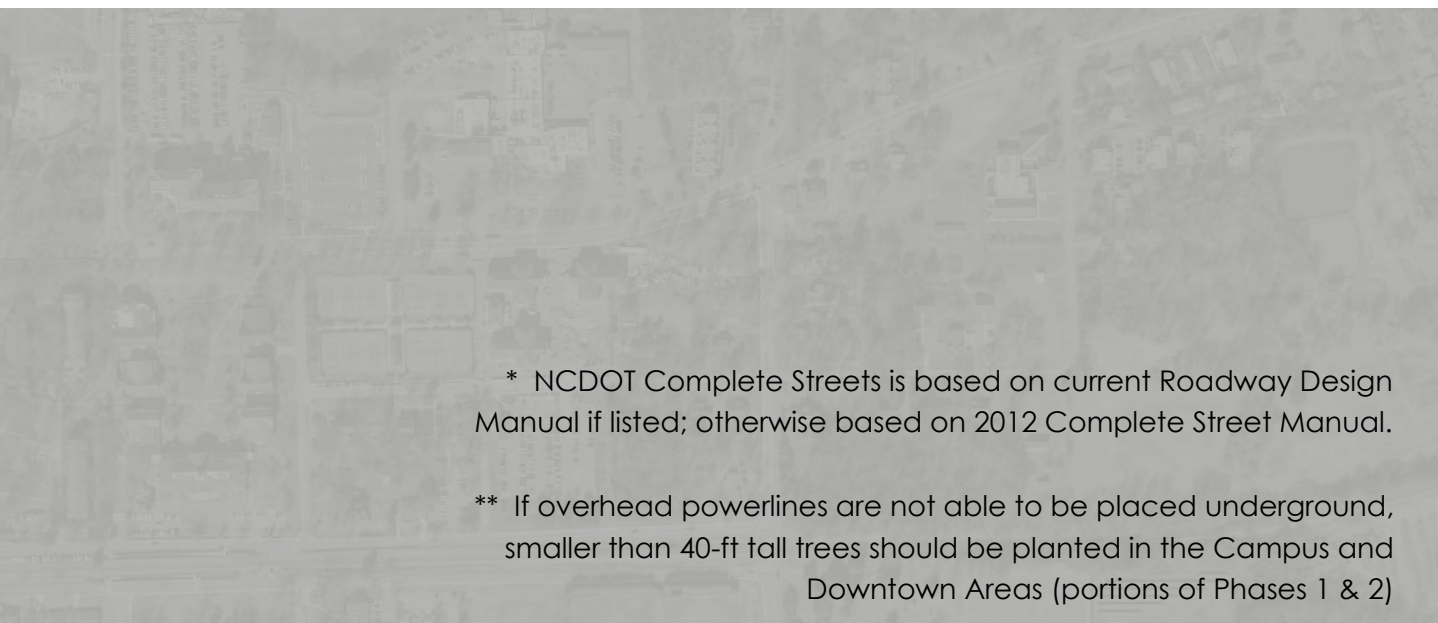 * NCDOT Complete Streets is based on current Roadway Design
Manual if listed; otherwise based on 2012 Complete Street Manual.
** If overhead powerlines are not able to be placed underground,
smaller than 40-ft tall trees should be planted in the Campus and
Downtown Areas (portions of Phases 1 & 2)